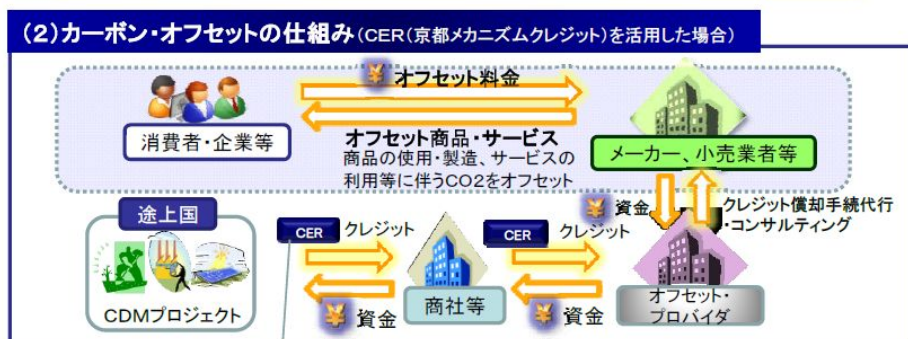 (2)カーボン・オフセットの仕組み(CER(京都メカニズムクレジット)を活用した場合)
¥ オフセット料金
消費者・企業等
オフセット商品・サービス
商品の使用・製造、サービスの
利用等に伴うCO2をオフセット
メーカー、小売業者等
途上国
CDMプロジェクト
CER クレジット
¥ 資金
商社等
CER クレジット
¥ 資金
¥ 資金
クレジット償却手続代行
・コンサルティング
オフセット・
プロバイダ